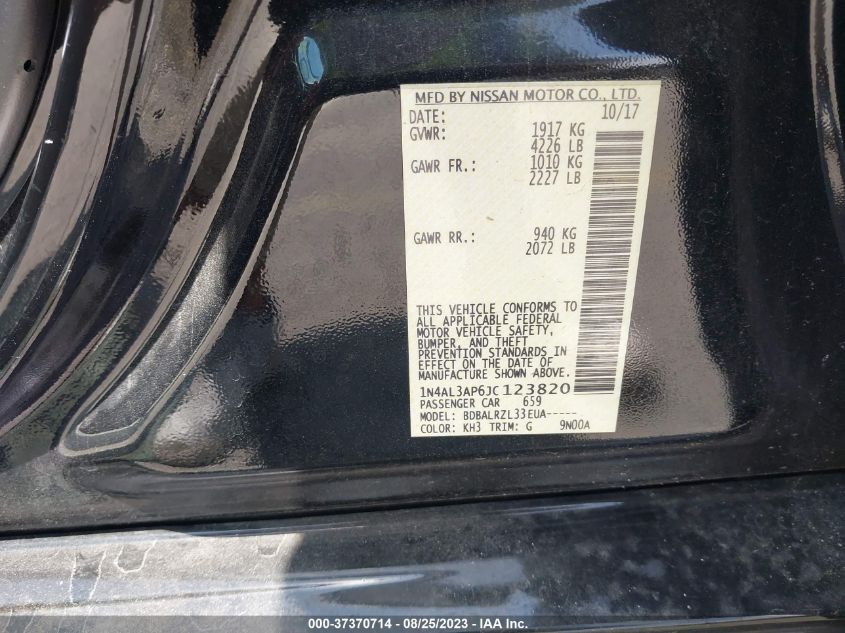 MFD BY NISSAN MOTOR CO., LTD.
DATE: 10/17
GVWR: 1917 KG
4226 LB
GAWR FR.: 1010 KG
2227 LB
GAWR RR.: 940 KG
2072 LB
THIS VEHICLE CONFORMS TO
ALL APPLICABLE FEDERAL
MOTOR VEHICLE SAFETY,
BUMPER, AND THEFT
PREVENTION STANDARDS IN
EFFECT ON THE DATE OF
MANUFACTURE SHOWN ABOVE.
1N4AL3AP6JC123820
PASSENGER CAR 659
MODEL: BDBALRZL33EUA-----
COLOR: KH3 TRIM: G 9N00A
000-37370714 - 08/25/2023 - IAA Inc.